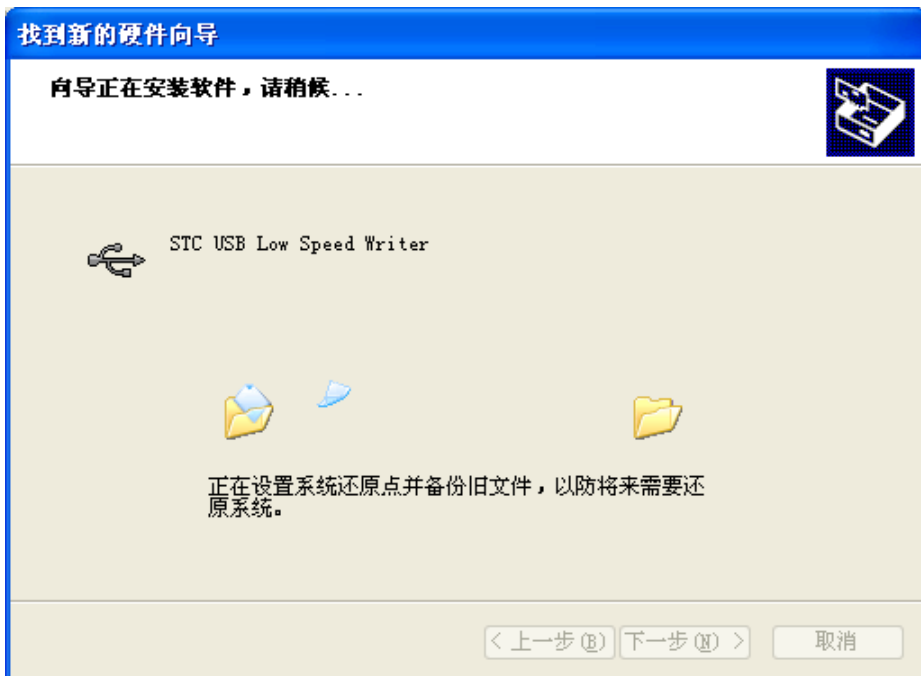 找到新的硬件向导
向导正在安装软件，请稍候...
STC USB Low Speed Writer
正在设置系统还原点并备份旧文件，以防将来需要还
原系统。
< 上一步(B) 下一步(N) > 取消